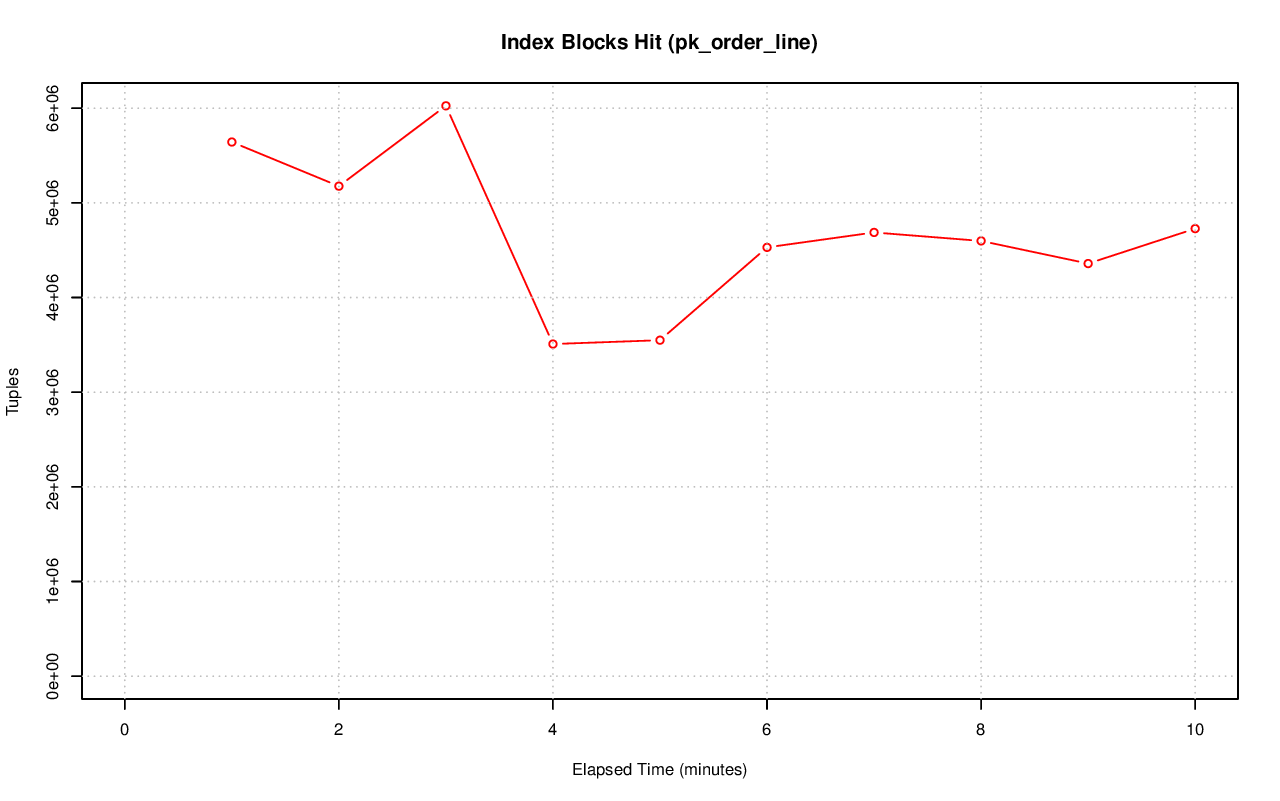 Index Blocks Hit (pk_order_line)
Tuples
6e+06
5e+06
4e+06
3e+06
2e+06
1e+06
0e+00
0 2 4 6 8 10
Elapsed Time (minutes)